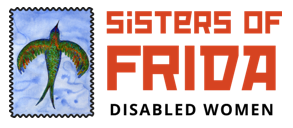 SiSTERS OF
FRIDA
DISABLED WOMEN